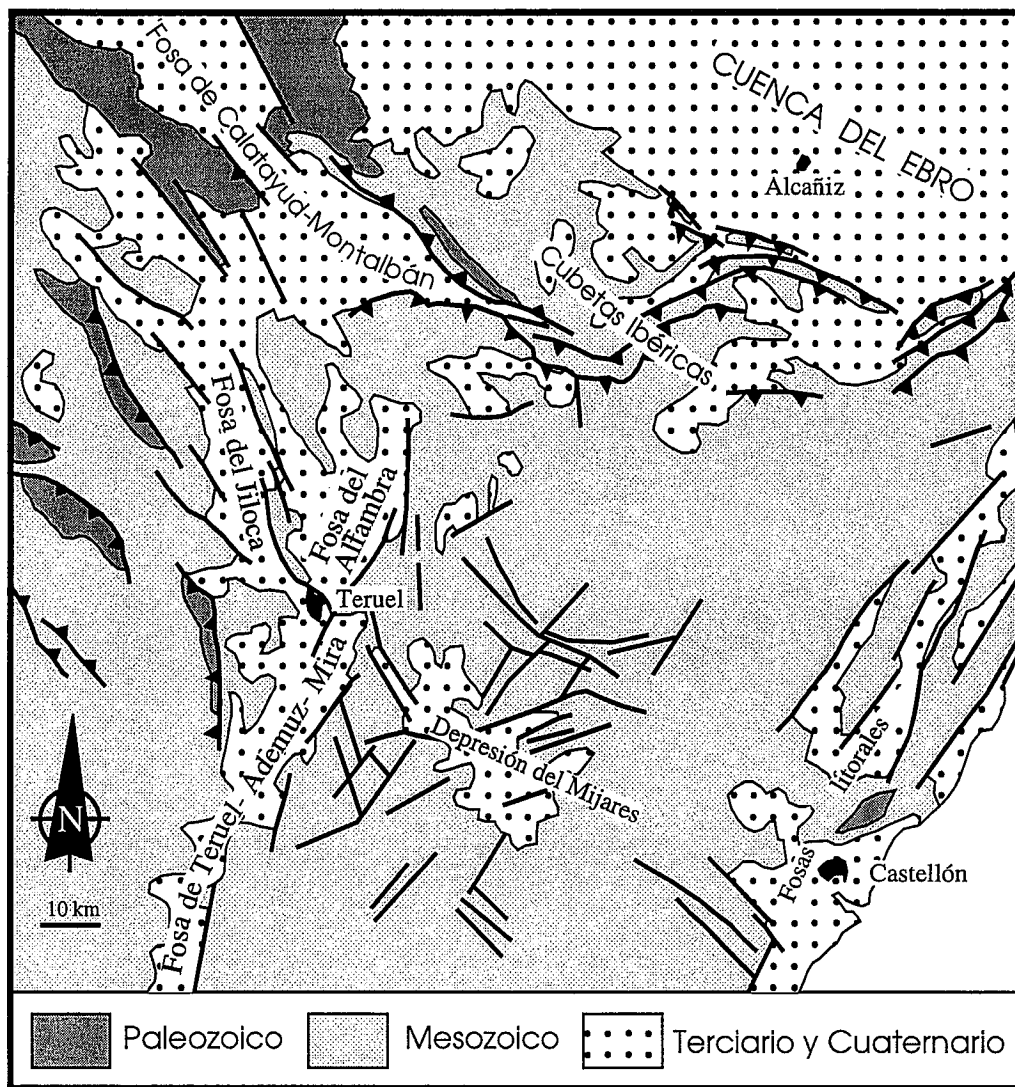 Fosa de Calatayud-Montalbán
CUENCA DEL EBRO
Alcañiz
Cubetas Ibéricas
Fosa del Jiloca
Fosa del
Alfambra
Teruel
Fosa de Teruel- Ademuz- Mira
Depresión del Mijares
Fosas litorales
Castellón
N
10 km
Paleozoico
Mesozoico
Terciario y Cuaternario